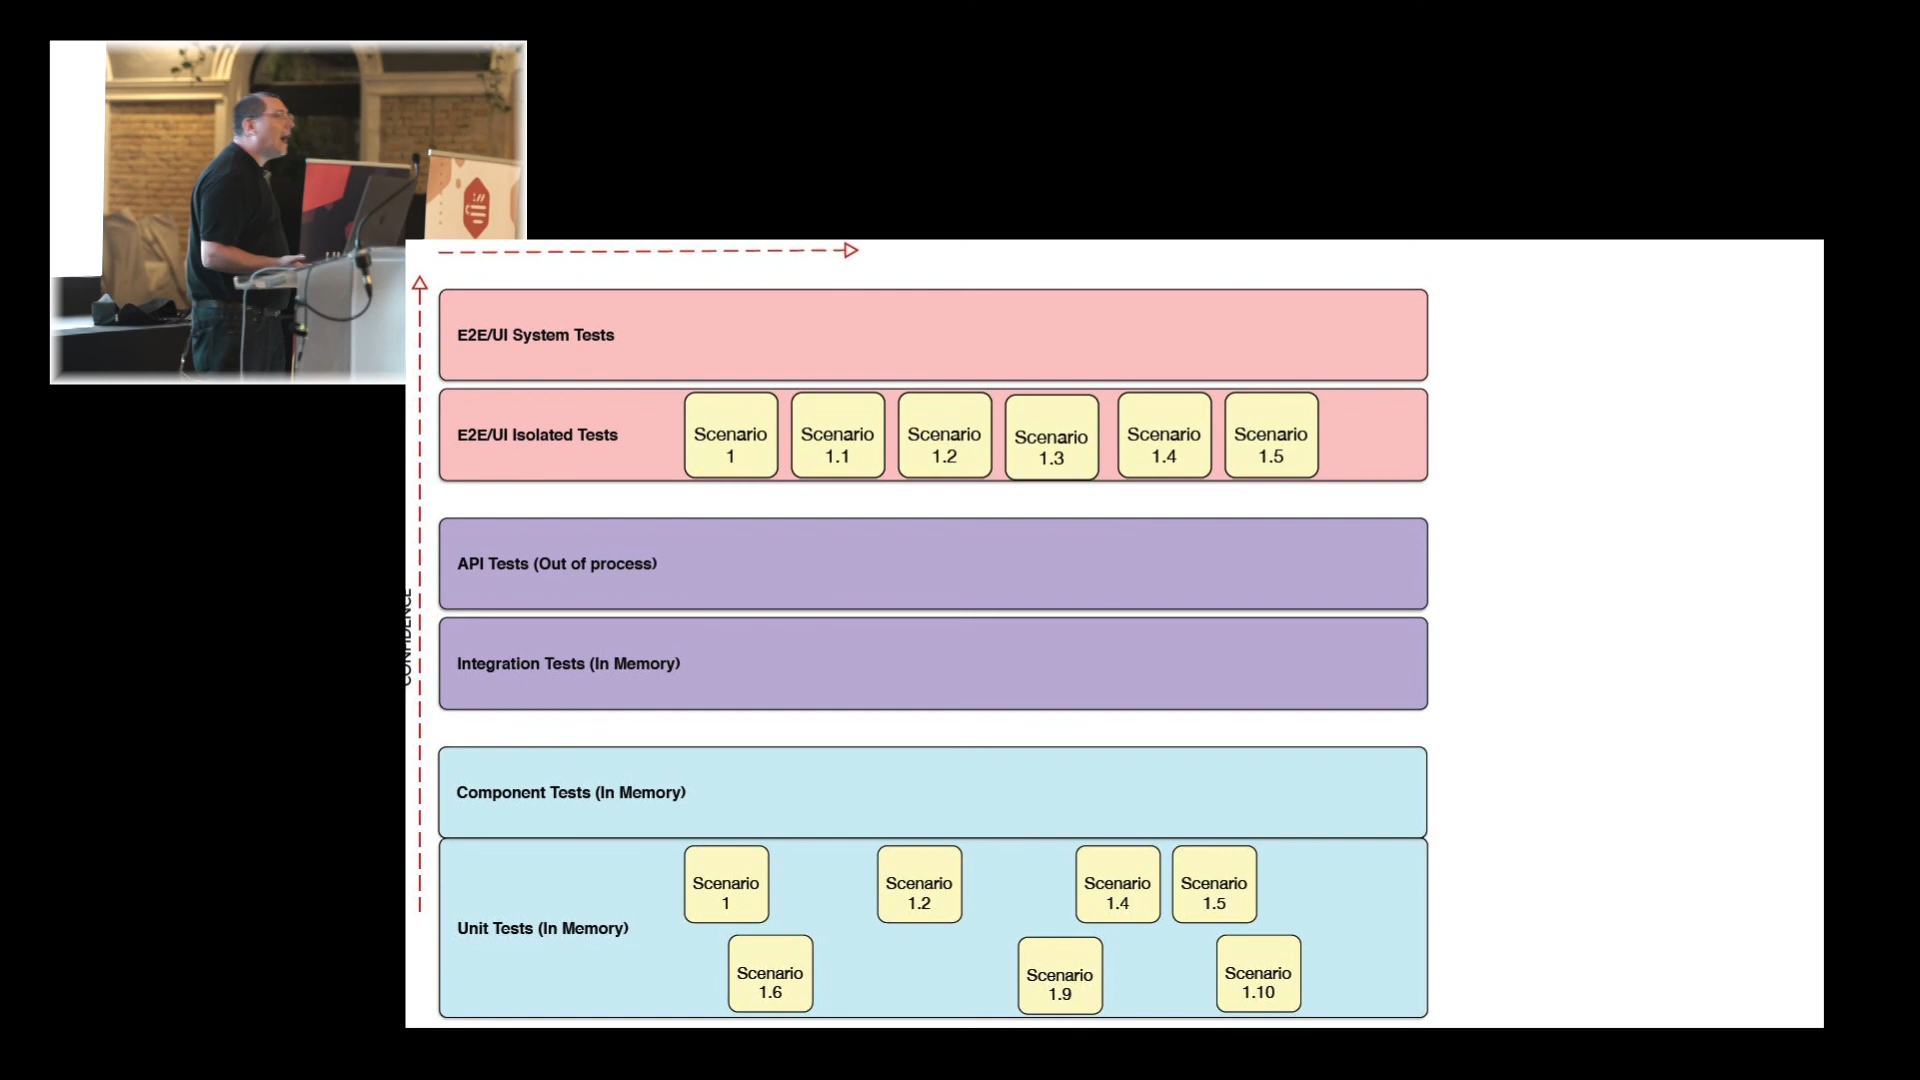 E2E/UI System Tests
E2E/UI Isolated Tests
Scenario
1
Scenario
1.1
Scenario
1.2
Scenario
1.3
Scenario
1.4
Scenario
1.5
API Tests (Out of process)
CONFIDENCE
Integration Tests (In Memory)
Component Tests (In Memory)
Unit Tests (In Memory)
Scenario
1
Scenario
1.2
Scenario
1.4
Scenario
1.5
Scenario
1.6
Scenario
1.9
Scenario
1.10